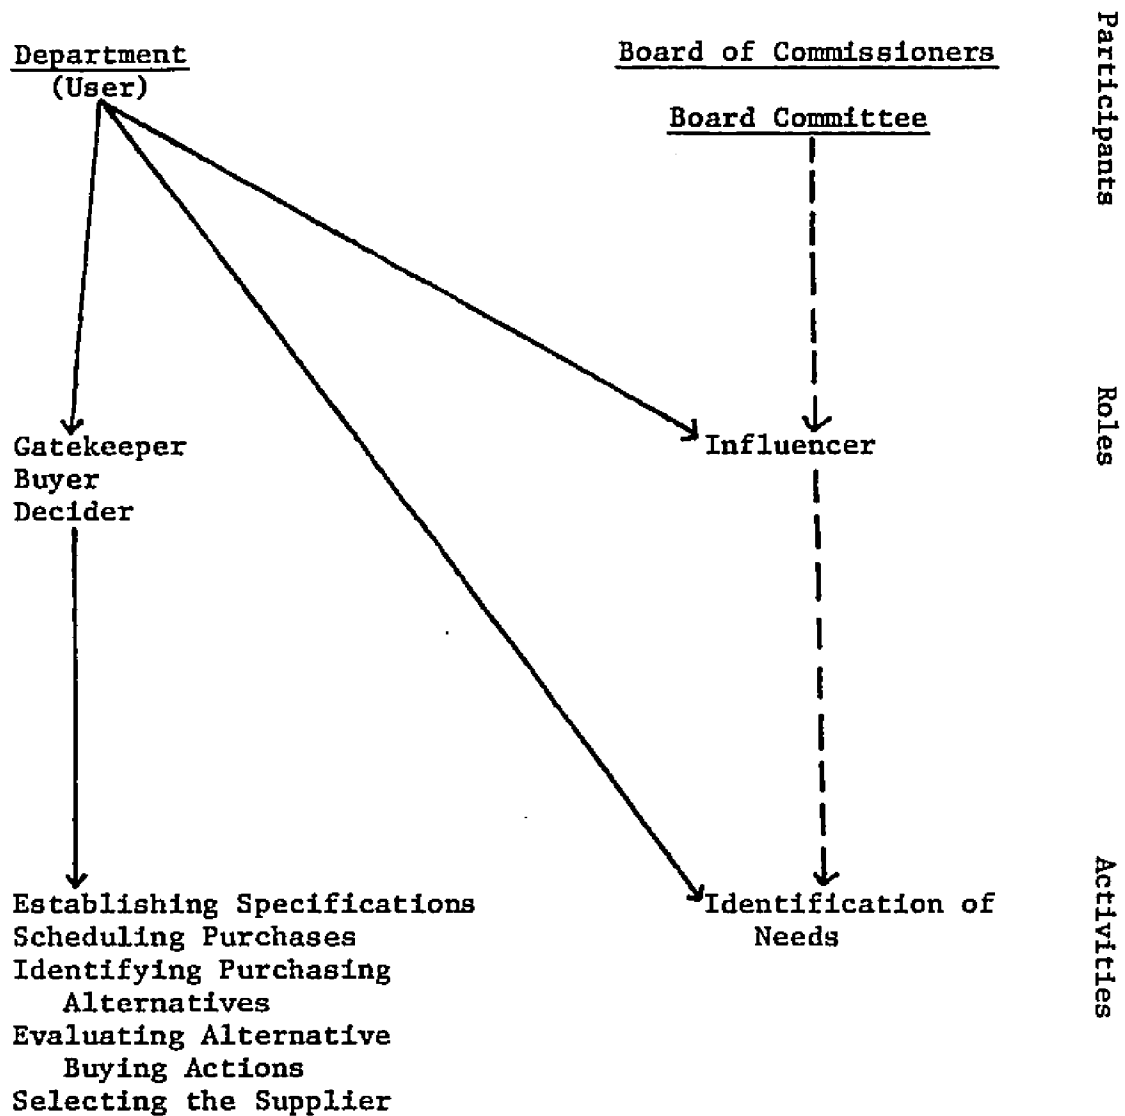 Department
(User)
Board of Commissioners
Board Committee
Participants
Gatekeeper
Buyer
Decider
Influencer
Roles
Establishing Specifications
Scheduling Purchases
Identifying Purchasing
Alternatives
Evaluating Alternative
Buying Actions
Selecting the Supplier
Identification of
Needs
Activities